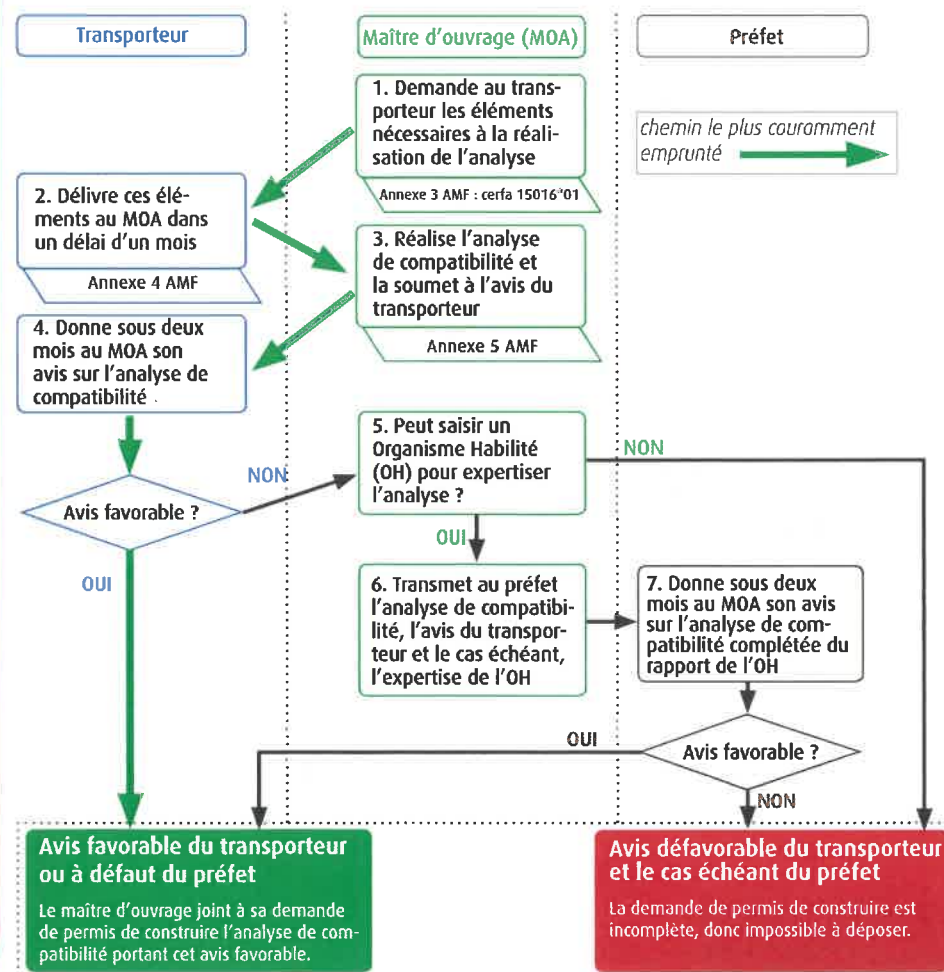 Transporteur
Maître d'ouvrage (MOA)
Préfet
1. Demande au trans-
porteur les éléments
nécessaires à la réali-
sation de l'analyse
Annexe 3 AMF : cerfa 15016*01
chemin le plus couramment
emprunté
2. Délivre ces élé-
ments au MOA dans
un délai d'un mois
Annexe 4 AMF
3. Réalise l'analyse
de compatibilité et
la soumet à l'avis du
transporteur
Annexe 5 AMF
4. Donne sous deux
mois au MOA son
avis sur l'analyse de
compatibilité
Avis favorable ?
NON
OUI
5. Peut saisir un
Organisme Habilité
(OH) pour expertiser
l'analyse ?
NON
OUI
6. Transmet au préfet
l'analyse de compatibi-
lité, l'avis du transpor-
teur et le cas échéant,
l'expertise de l'OH
7. Donne sous deux
mois au MOA son avis
sur l'analyse de com-
patibilité complétée du
rapport de l'OH
Avis favorable ?
OUI
NON
Avis favorable du transporteur
ou à défaut du préfet
Le maître d'ouvrage joint à sa demande
de permis de construire l'analyse de com-
patibilité portant cet avis favorable.
Avis défavorable du transporteur
et le cas échéant du préfet
La demande de permis de construire est
incomplète, donc impossible à déposer.